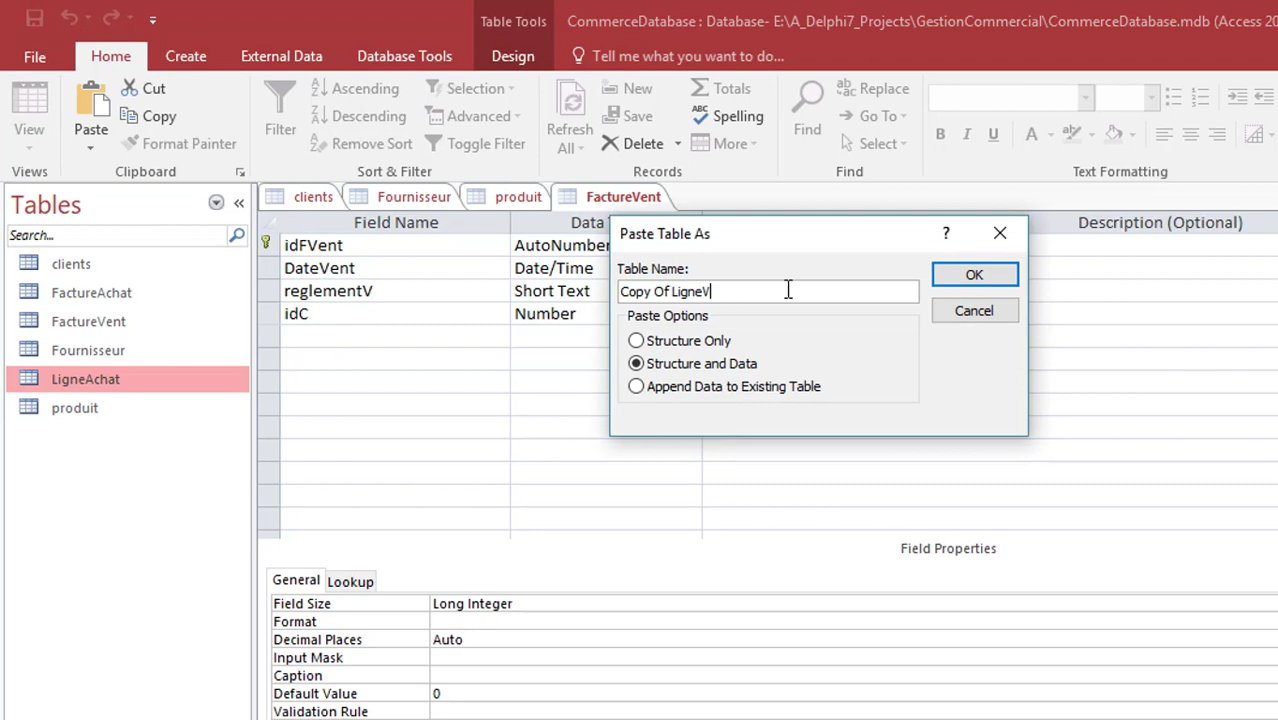 Table Tools
CommerceDatabase : Database- E:\A_Delphi7_Projects\GestionCommercial\CommerceDatabase.mdb (Access 20
File
Home
Create
External Data
Database Tools
Design
Tell me what you want to do...
View
Paste
Cut
Copy
Format Painter
Filter
Ascending
Descending
Remove Sort
Selection
Advanced
Toggle Filter
Refresh
All
New
Save
Delete
Totals
Spelling
More
Find
Replace
Go To
Select
B I U A
Views
Clipboard
Sort & Filter
Records
Find
Text Formatting
Tables
Search...
clients
FactureAchat
FactureVent
Fournisseur
LigneAchat
produit
clients
Fournisseur
produit
FactureVent
Field Name
Data
Description (Optional)
idFVent AutoNumber
DateVent Date/Time
reglementV Short Text
idC Number
Paste Table As
?
Table Name:
Copy Of LigneV
OK
Paste Options
Cancel
Structure Only
Structure and Data
Append Data to Existing Table
Field Properties
General Lookup
Field Size Long Integer
Format
Decimal Places Auto
Input Mask
Caption
Default Value 0
Validation Rule